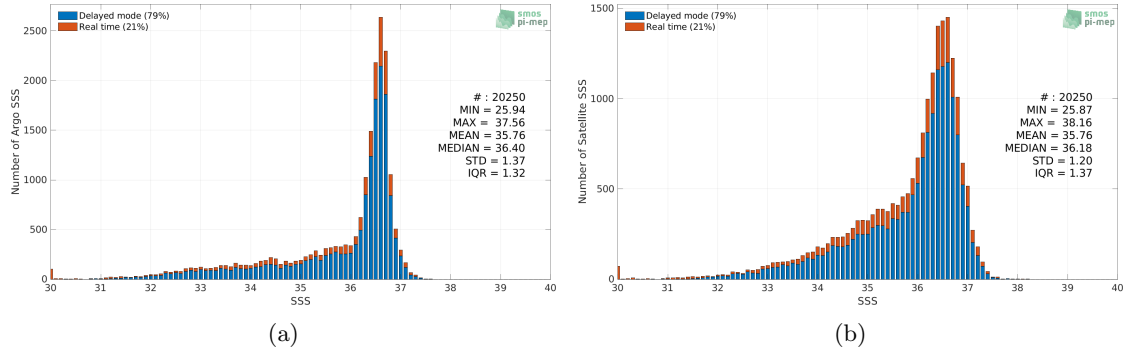 Delayed mode (79%)
Real time (21%)
smos
pi-mep
2500
2000
1500
1000
500
0
Number of Argo SSS
# : 20250
MIN = 25.94
MAX = 37.56
MEAN = 35.76
MEDIAN = 36.40
STD = 1.37
IQR = 1.32
30 31 32 33 34 35 36 37 38 39 40
SSS
(a)
Delayed mode (79%)
Real time (21%)
smos
pi-mep
1500
1000
500
0
Number of Satellite SSS
# : 20250
MIN = 25.87
MAX = 38.16
MEAN = 35.76
MEDIAN = 36.18
STD = 1.20
IQR = 1.37
30 31 32 33 34 35 36 37 38 39 40
SSS
(b)